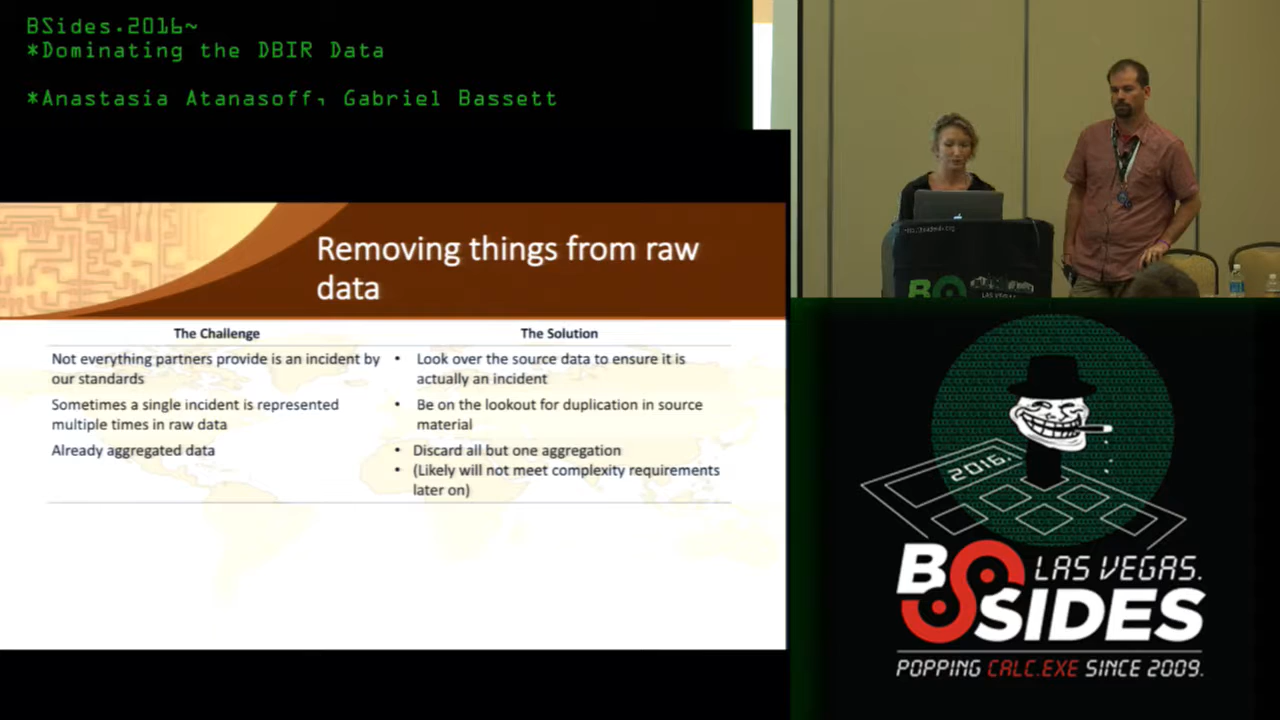 BSides.2016~
*Dominating the DBIR Data
*Anastasia Atanasoff, Gabriel Bassett
Removing things from raw
data
The Challenge
The Solution
Not everything partners provide is an incident by
our standards
• Look over the source data to ensure it is
actually an incident
Sometimes a single incident is represented
multiple times in raw data
• Be on the lookout for duplication in source
material
Already aggregated data
• Discard all but one aggregation
• (Likely will not meet complexity requirements
later on)
BS
LAS VEGAS
2016.
BSIDES
LAS VEGAS.
POPPING CALC.EXE SINCE 2009.